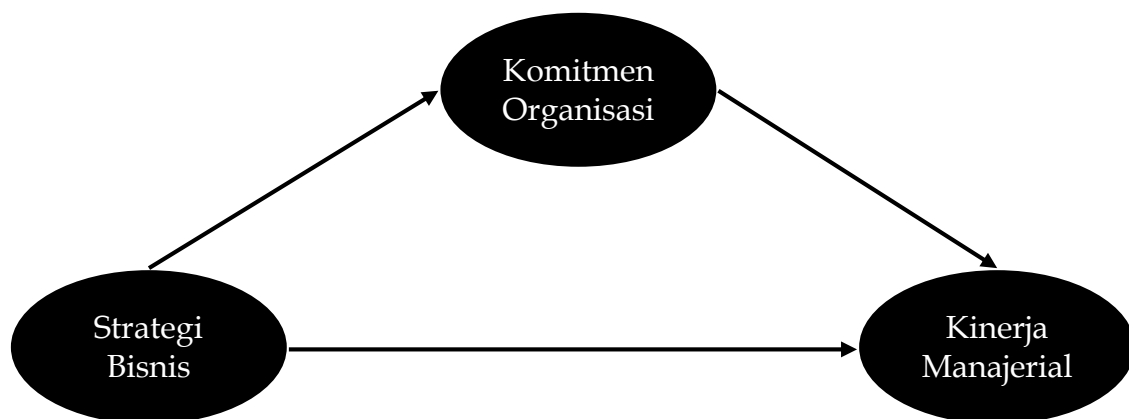 Komitmen
Organisasi
Strategi
Bisnis
Kinerja
Manajerial